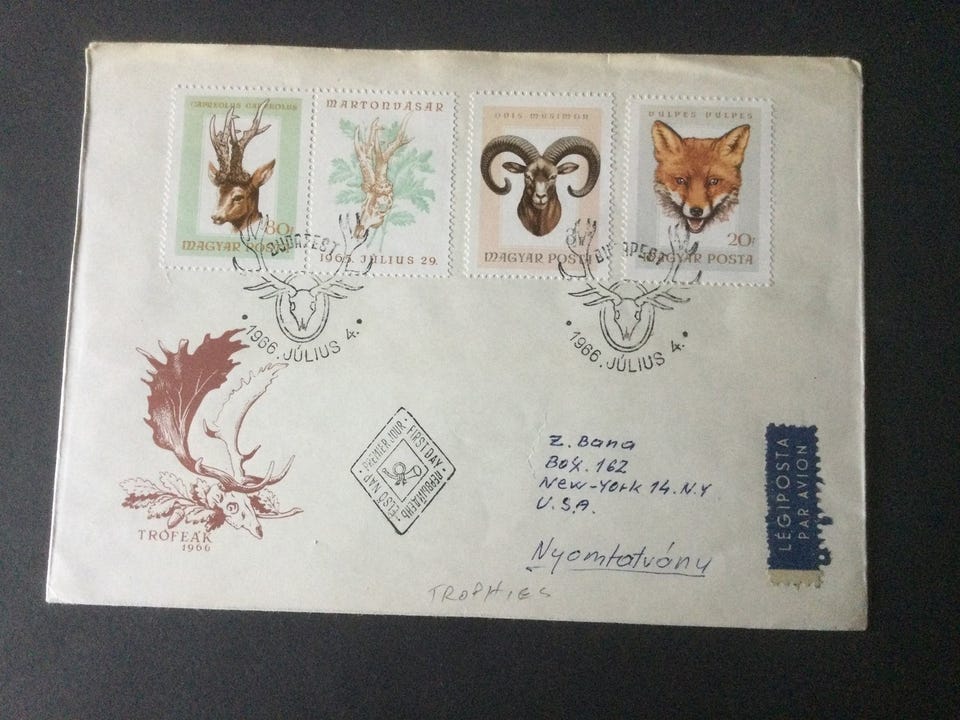 CAPREOLUS CAPREOLUS
80f
MAGYAR POSTA
MARTONVÁSÁR
1965. JÚLIUS 29.
OVIS MUSIMON
MAGYAR POSTA
VULPES VULPES
20f
MAGYAR POSTA
BUDAPEST
• 1966. JÚLIUS 4. •
BUDAPEST
• 1966. JÚLIUS 4. •
TRÓFEÁK
1966
PREMIER JOUR • FIRST DAY •
ELSŐ NAP •
Z. Bana
Box. 162
New-York 14. N.Y
U.S.A.
Nyomtatvány
TROPHIES
LÉGIPOSTA
PAR AVION